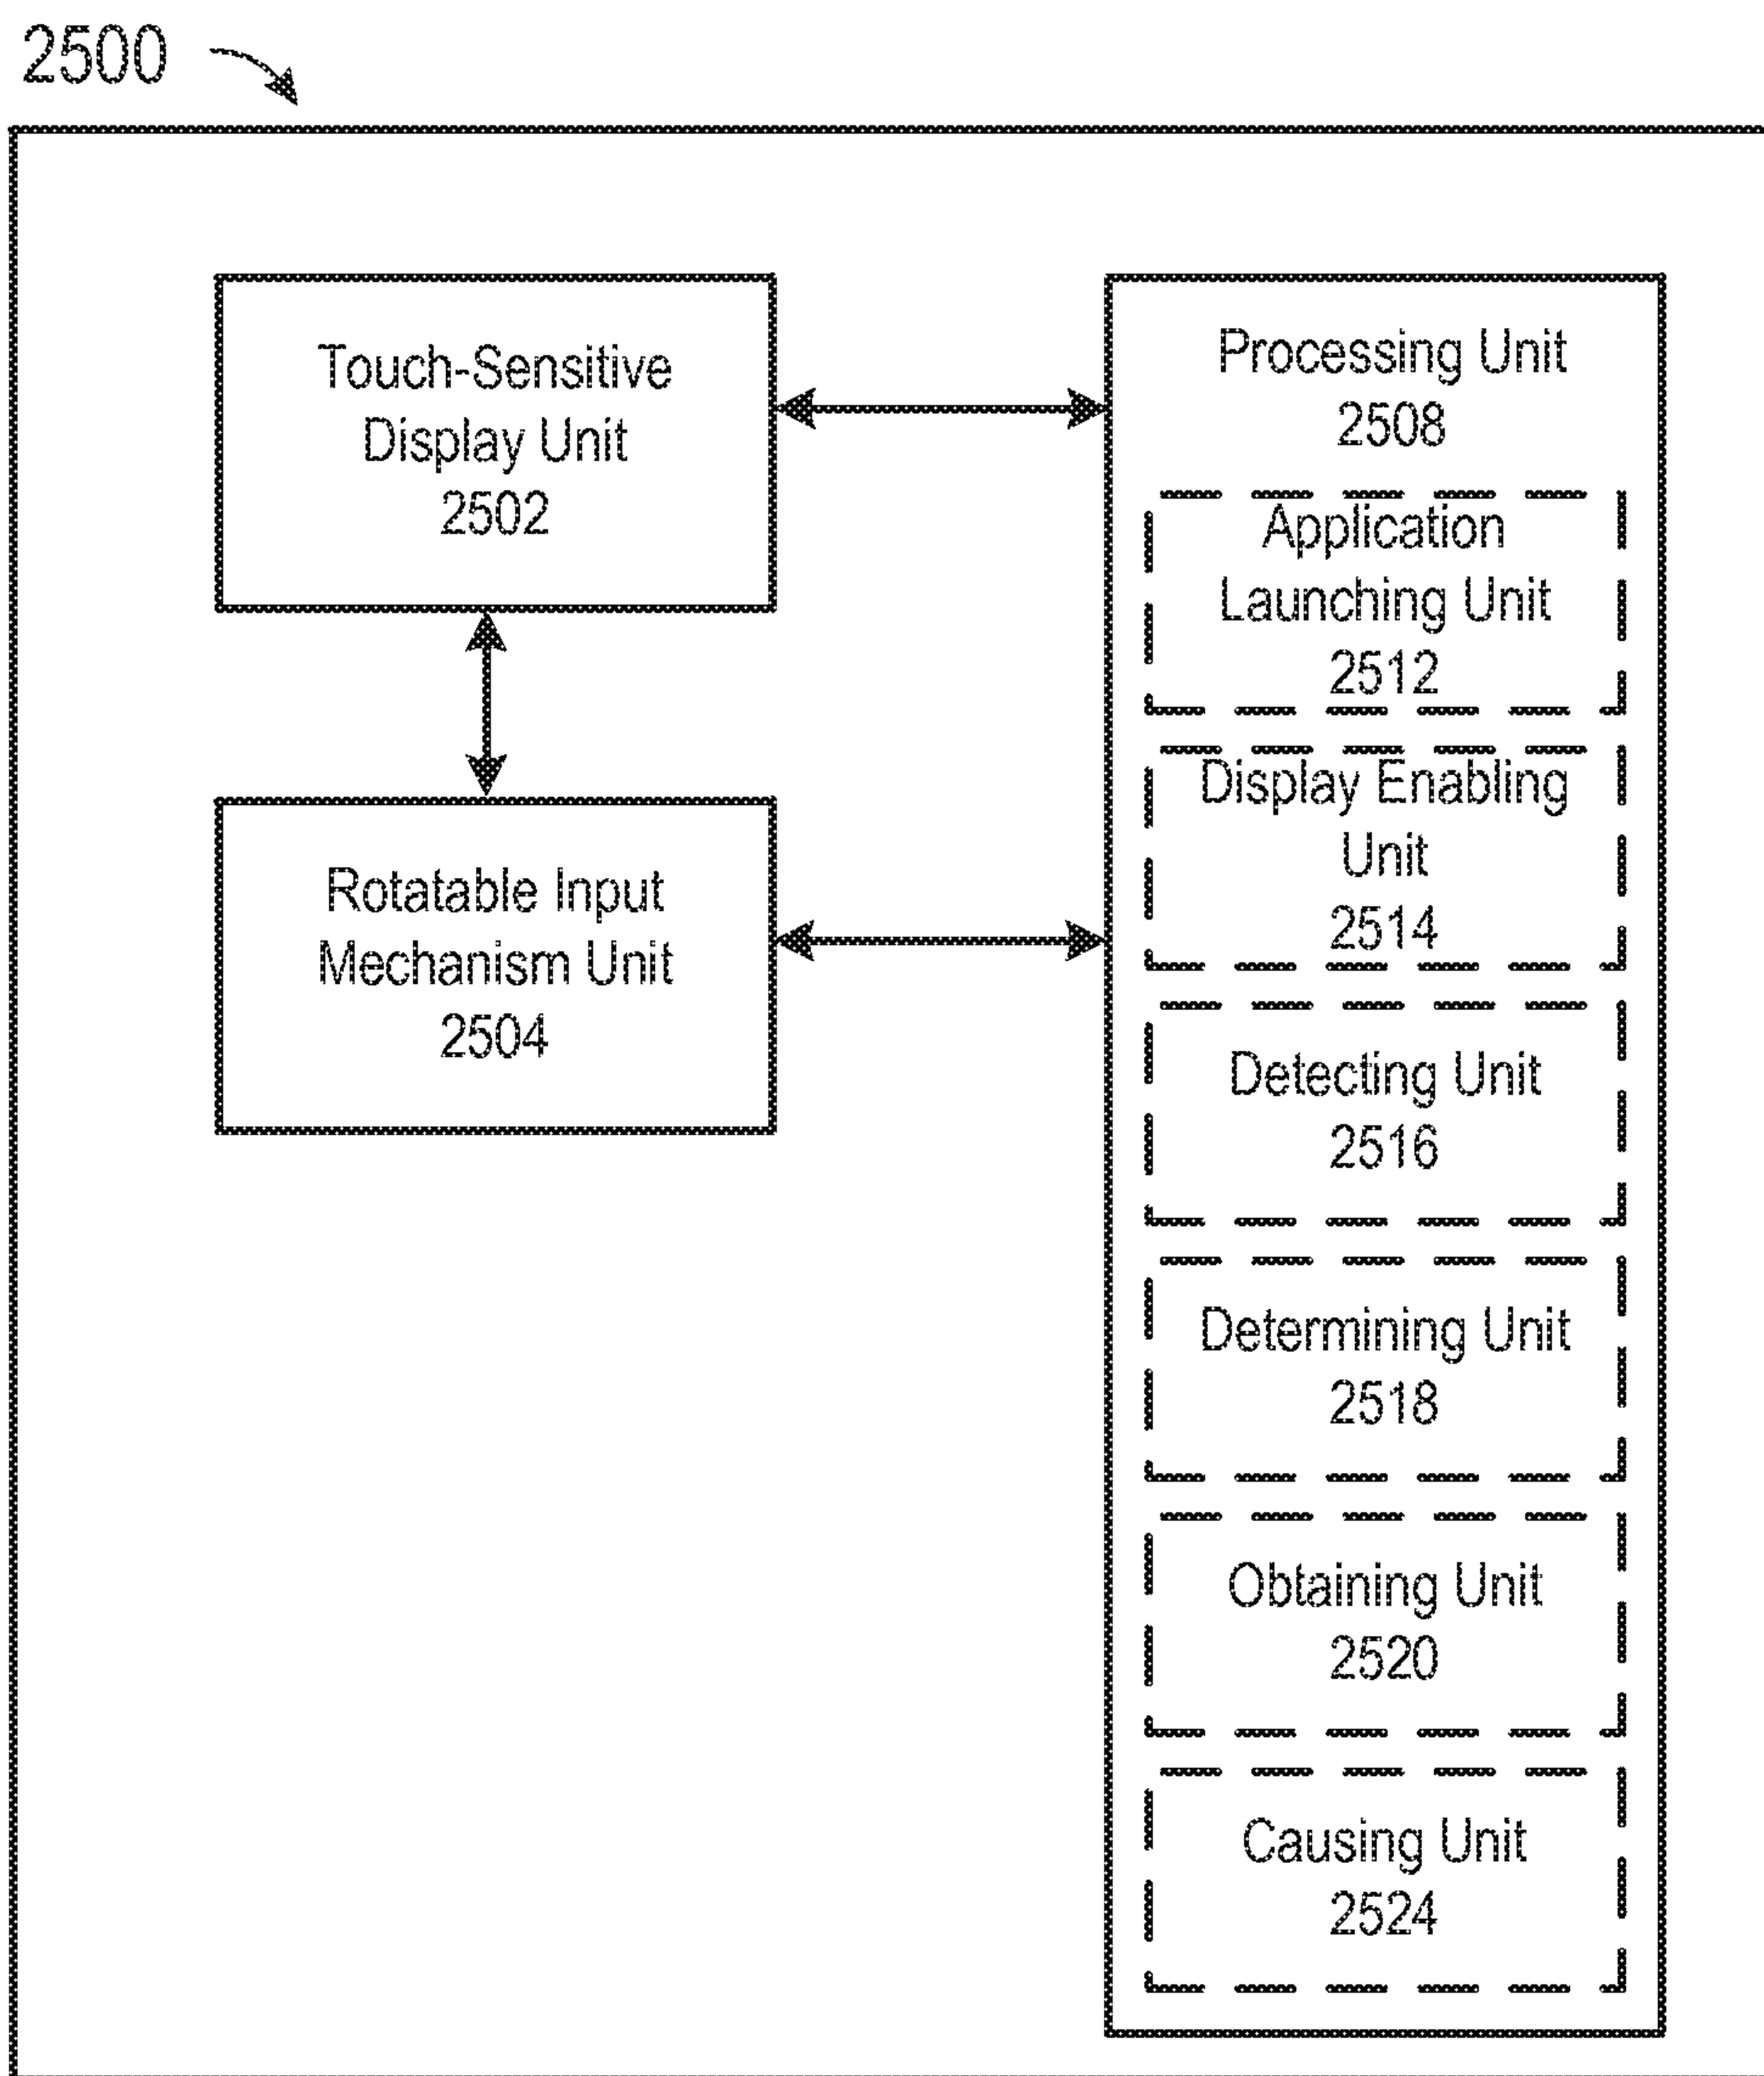 2500
Touch-Sensitive
Display Unit
2502
Rotatable Input
Mechanism Unit
2504
Processing Unit
2508
Application
Launching Unit
2512
Display Enabling
Unit
2514
Detecting Unit
2516
Determining Unit
2518
Obtaining Unit
2520
Causing Unit
2524